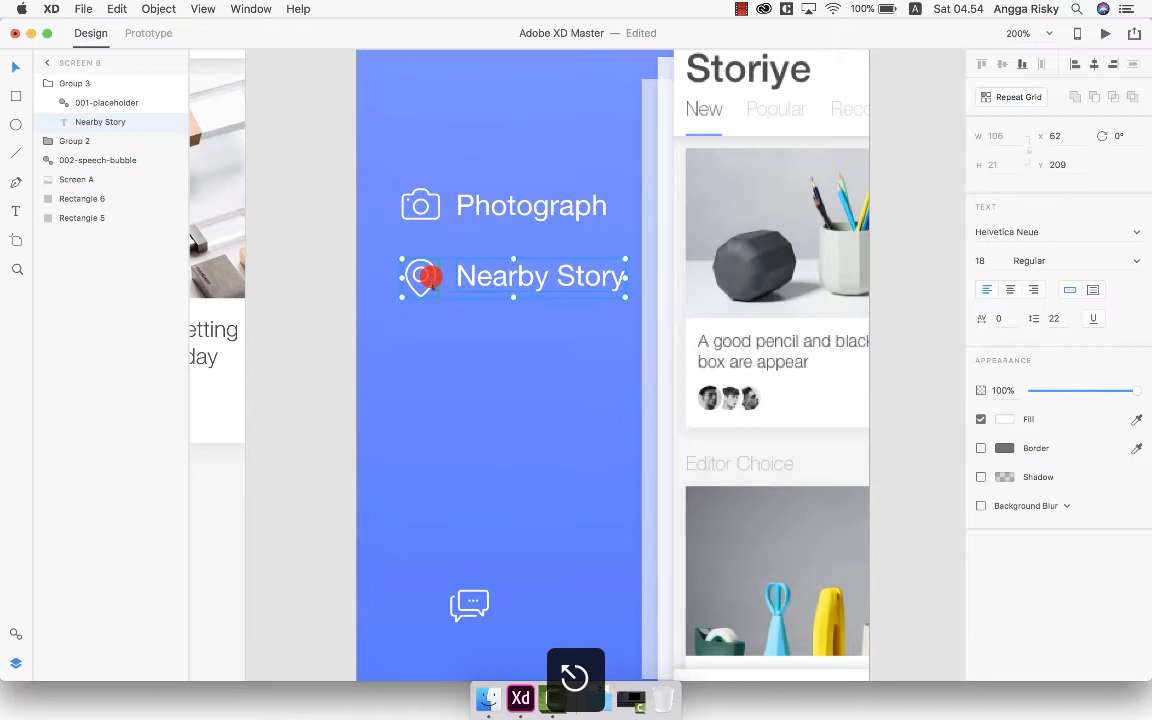 XD File Edit Object View Window Help
100% A Sat 04.54 Angga Risky
Design Prototype
Adobe XD Master — Edited
200%
SCREEN B
Group 3
001-placeholder
T Nearby Story
Group 2
002-speech-bubble
Screen A
Rectangle 6
Rectangle 5
T
etting
day
Photograph
Nearby Story
Storiye
New Popular Reco
A good pencil and black
box are appear
Editor Choice
Repeat Grid
W 106 X 62 0°
H 21 Y 209
TEXT
Helvetica Neue
18 Regular
AV 0 22 U
APPEARANCE
100%
Fill
Border
Shadow
Background Blur
Xd